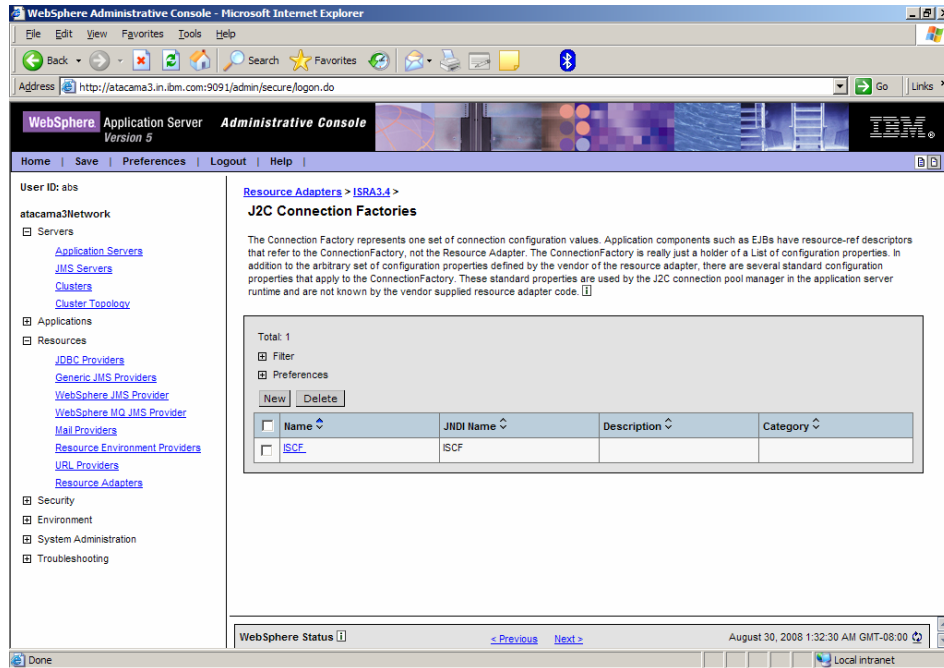 WebSphere Administrative Console - Microsoft Internet Explorer
File Edit View Favorites Tools Help
Back Search Favorites
Address http://atacama3.in.ibm.com:9091/admin/secure/logon.do Go Links
WebSphere. Application Server Administrative Console
Version 5
IBM.
Home | Save | Preferences | Logout | Help |
User ID: abs
atacama3Network
Servers
Application Servers
JMS Servers
Clusters
Cluster Topology
Applications
Resources
JDBC Providers
Generic JMS Providers
WebSphere JMS Provider
WebSphere MQ JMS Provider
Mail Providers
Resource Environment Providers
URL Providers
Resource Adapters
Security
Environment
System Administration
Troubleshooting
Resource Adapters > ISRA3.4 >
J2C Connection Factories
The Connection Factory represents one set of connection configuration values. Application components such as EJBs have resource-ref descriptors
that refer to the ConnectionFactory, not the Resource Adapter. The ConnectionFactory is really just a holder of a List of configuration properties. In
addition to the arbitrary set of configuration properties defined by the vendor of the resource adapter, there are several standard configuration
properties that apply to the ConnectionFactory. These standard properties are used by the J2C connection pool manager in the application server
runtime and are not known by the vendor supplied resource adapter code. i
Total: 1
Filter
Preferences
New Delete
Name JNDI Name Description Category
ISCF ISCF
WebSphere Status i < Previous Next > August 30, 2008 1:32:30 AM GMT-08:00
Done Local intranet